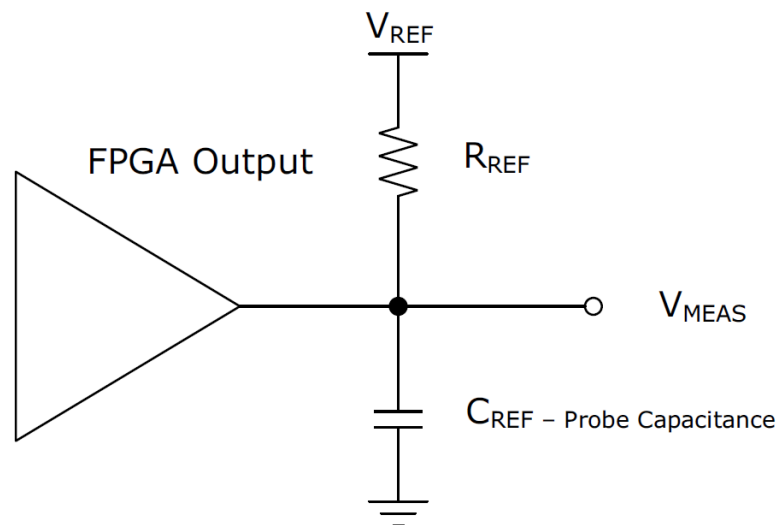 VREF
FPGA Output
RREF
VMEAS
CREF – Probe Capacitance